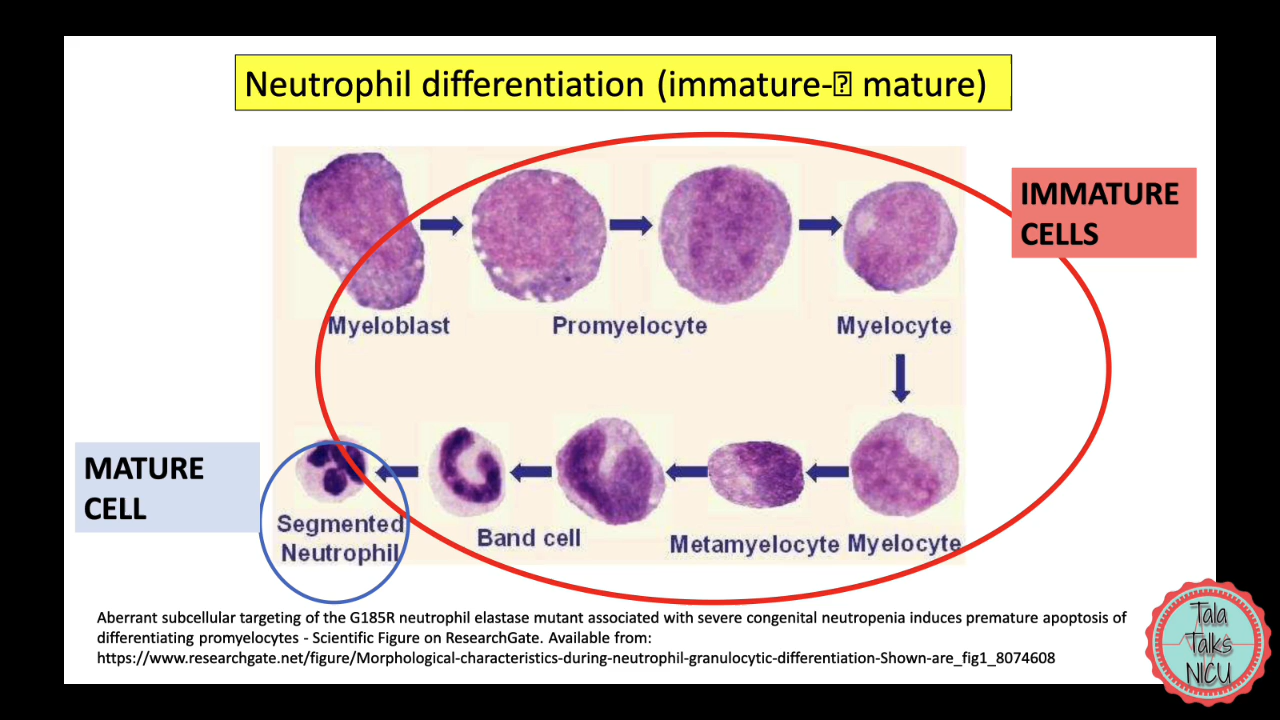 Neutrophil differentiation (immature-⍰ mature)
IMMATURE
CELLS
Myeloblast
Promyelocyte
Myelocyte
MATURE
CELL
Segmented
Neutrophil
Band cell
Metamyelocyte
Myelocyte
Aberrant subcellular targeting of the G185R neutrophil elastase mutant associated with severe congenital neutropenia induces premature apoptosis of
differentiating promyelocytes - Scientific Figure on ResearchGate. Available from:
https://www.researchgate.net/figure/Morphological-characteristics-during-neutrophil-granulocytic-differentiation-Shown-are_fig1_8074608
Tala
Talks
NICU